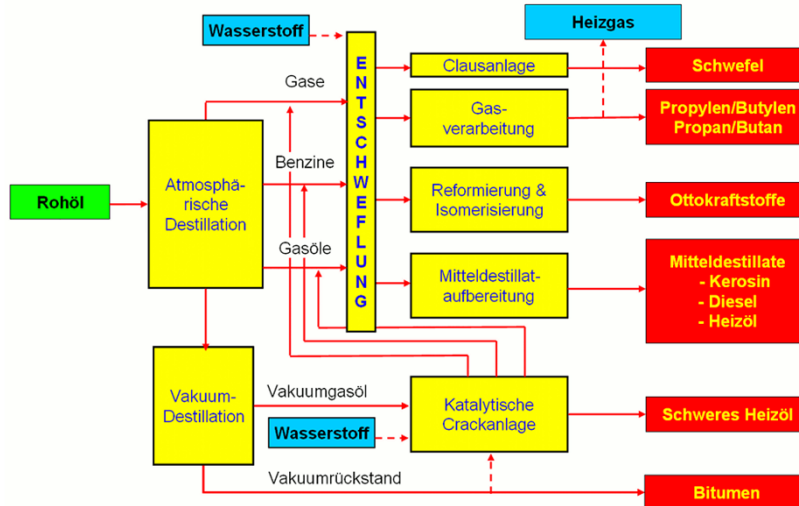 Wasserstoff
Heizgas
ENTSCHWEFLUNG
Gase
Clausanlage
Schwefel
Gas-
verarbeitung
Propylen/Butylen
Propan/Butan
Benzine
Atmosphä-
rische
Destillation
Rohöl
Reformierung &
Isomerisierung
Ottokraftstoffe
Gasöle
Mitteldestillat-
aufbereitung
Mitteldestillate
- Kerosin
- Diesel
- Heizöl
Vakuum-
Destillation
Vakuumgasöl
Wasserstoff
Katalytische
Crackanlage
Schweres Heizöl
Vakuumrückstand
Bitumen